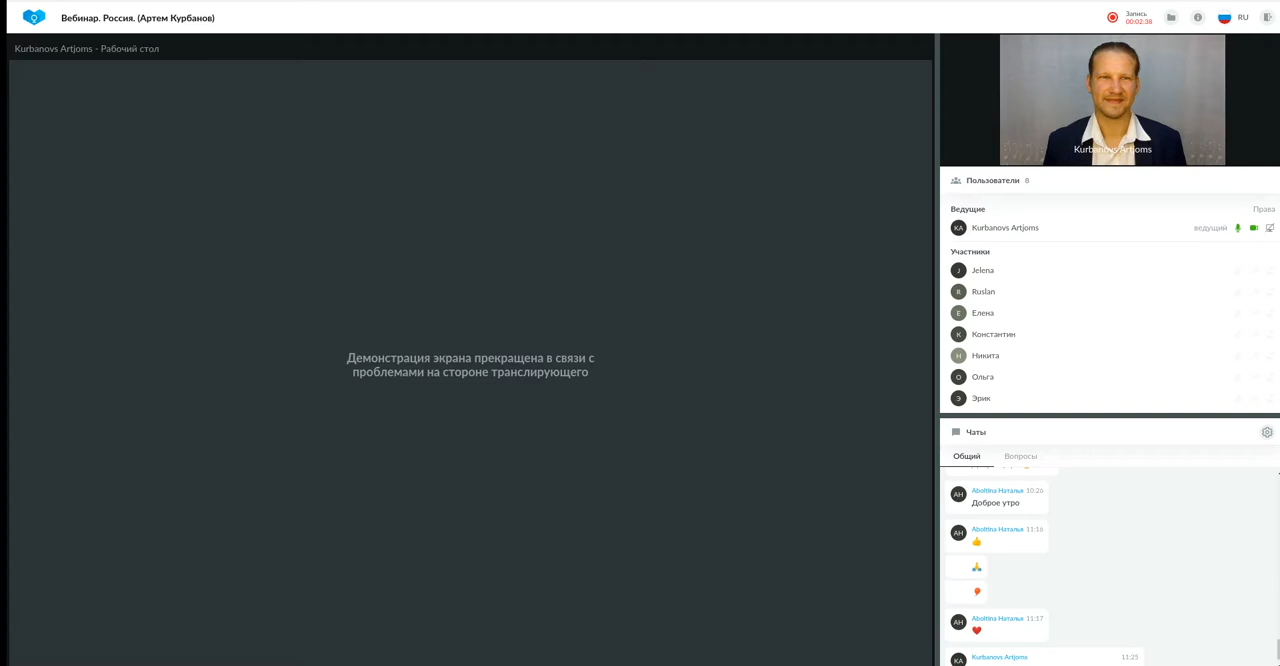 Вебинар. Россия. (Артем Курбанов)
Запись
00:02:38
RU
Kurbanovs Artjoms - Рабочий стол
Демонстрация экрана прекращена в связи с
проблемами на стороне транслирующего
Kurbanovs Artjoms
Пользователи 8
Ведущие Права
KA Kurbanovs Artjoms ведущий
Участники
J Jelena
R Ruslan
Е Елена
К Константин
Н Никита
О Ольга
Э Эрик
Чаты
Общий Вопросы
AH Aboltina Наталья 10:26
Доброе утро
AH Aboltina Наталья 11:16
👍
🙏
🎈
AH Aboltina Наталья 11:17
❤️
KA Kurbanovs Artjoms 11:25